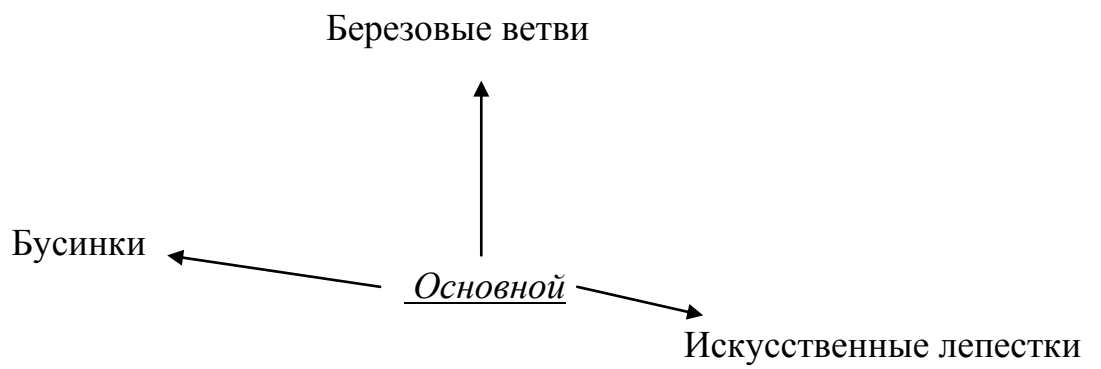 Березовые ветви
Бусинки
Основной
Искусственные лепестки